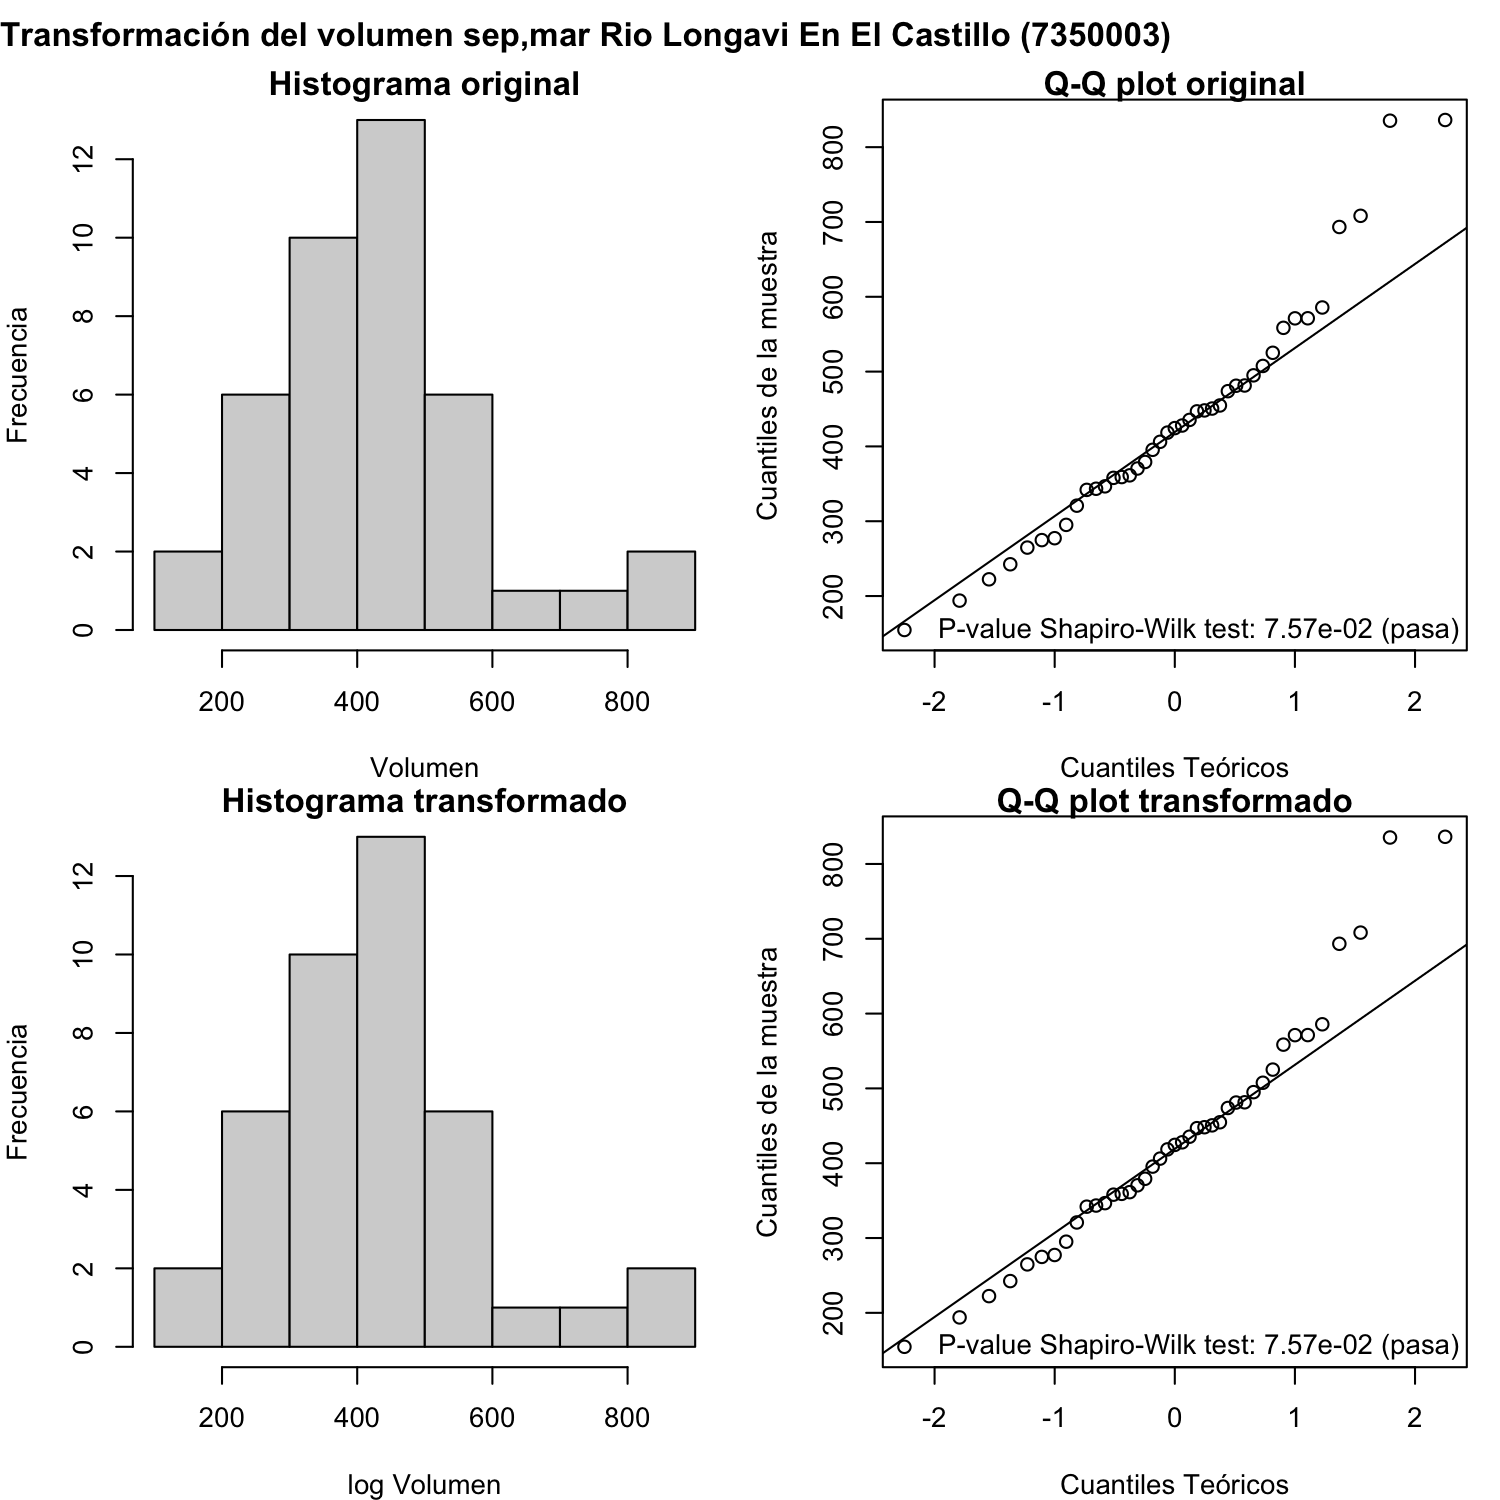 Transformación del volumen sep,mar Rio Longavi En El Castillo (7350003)
Histograma original
Frecuencia
12
10
8
6
4
2
0
200 400 600 800
Volumen
Q-Q plot original
Cuantiles de la muestra
800
700
600
500
400
300
200
P-value Shapiro-Wilk test: 7.57e-02 (pasa)
-2 -1 0 1 2
Cuantiles Teóricos
Histograma transformado
Frecuencia
12
10
8
6
4
2
0
200 400 600 800
log Volumen
Q-Q plot transformado
Cuantiles de la muestra
800
700
600
500
400
300
200
P-value Shapiro-Wilk test: 7.57e-02 (pasa)
-2 -1 0 1 2
Cuantiles Teóricos